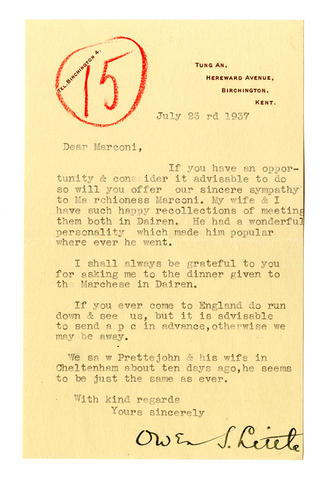 TEL. BIRCHINGTON 4.
15
TUNG AN,
HEREWARD AVENUE,
BIRCHINGTON,
KENT.
July 23 rd 1937
Dear Marconi,
If you have an oppor-
tunity & consider it advisable to do
so will you offer our sincere sympathy
to Ma rchioness Marconi. My wife & I
have such happy recollections of meeting
them both in Dairen. He had a wonderful
personality which made him popular
where ever he went.
I shall always be grateful to you
for asking me to the dinner given to
tha Marchese in Dairen.
If you ever come to England do run
down & see us, but it is advisable
to send a p c in advance,otherwise we
may be away.
We sa w Prettejohn & his wife in
Cheltenham about ten days ago,he seems
to be just the same as ever.
With kind regards
Yours sincerely
Owen S. Little